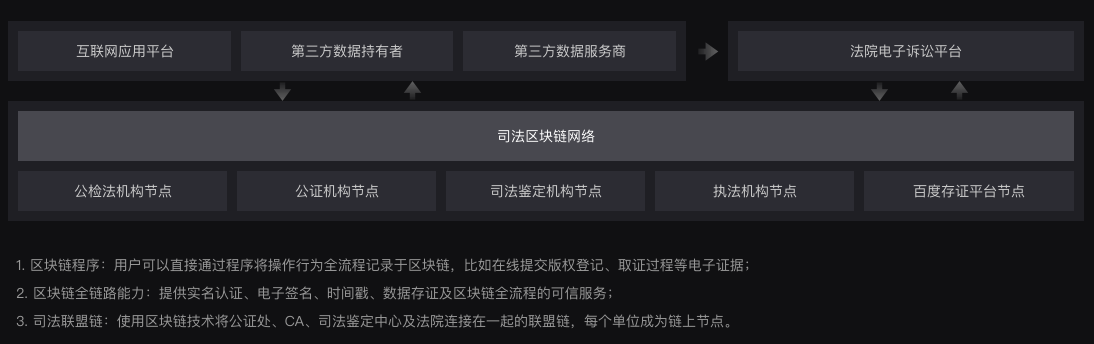 互联网应用平台
第三方数据持有者
第三方数据服务商
法院电子诉讼平台
司法区块链网络
公检法机构节点
公证机构节点
司法鉴定机构节点
执法机构节点
百度存证平台节点
1. 区块链程序：用户可以直接通过程序将操作行为全流程记录于区块链，比如在线提交版权登记、取证过程等电子证据；
2. 区块链全链路能力：提供实名认证、电子签名、时间戳、数据存证及区块链全流程的可信服务；
3. 司法联盟链：使用区块链技术将公证处、CA、司法鉴定中心及法院连接在一起的联盟链，每个单位成为链上节点。